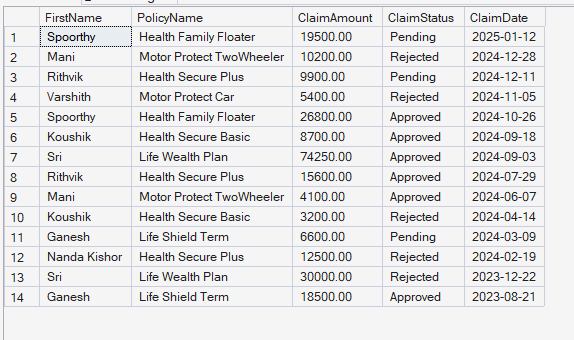 FirstName PolicyName ClaimAmount ClaimStatus ClaimDate
1 Spoorthy Health Family Floater 19500.00 Pending 2025-01-12
2 Mani Motor Protect TwoWheeler 10200.00 Rejected 2024-12-28
3 Rithvik Health Secure Plus 9900.00 Pending 2024-12-11
4 Varshith Motor Protect Car 5400.00 Rejected 2024-11-05
5 Spoorthy Health Family Floater 26800.00 Approved 2024-10-26
6 Koushik Health Secure Basic 8700.00 Approved 2024-09-18
7 Sri Life Wealth Plan 74250.00 Approved 2024-09-03
8 Rithvik Health Secure Plus 15600.00 Approved 2024-07-29
9 Mani Motor Protect TwoWheeler 4100.00 Approved 2024-06-07
10 Koushik Health Secure Basic 3200.00 Rejected 2024-04-14
11 Ganesh Life Shield Term 6600.00 Pending 2024-03-09
12 Nanda Kishor Health Secure Plus 12500.00 Rejected 2024-02-19
13 Sri Life Wealth Plan 30000.00 Rejected 2023-12-22
14 Ganesh Life Shield Term 18500.00 Approved 2023-08-21